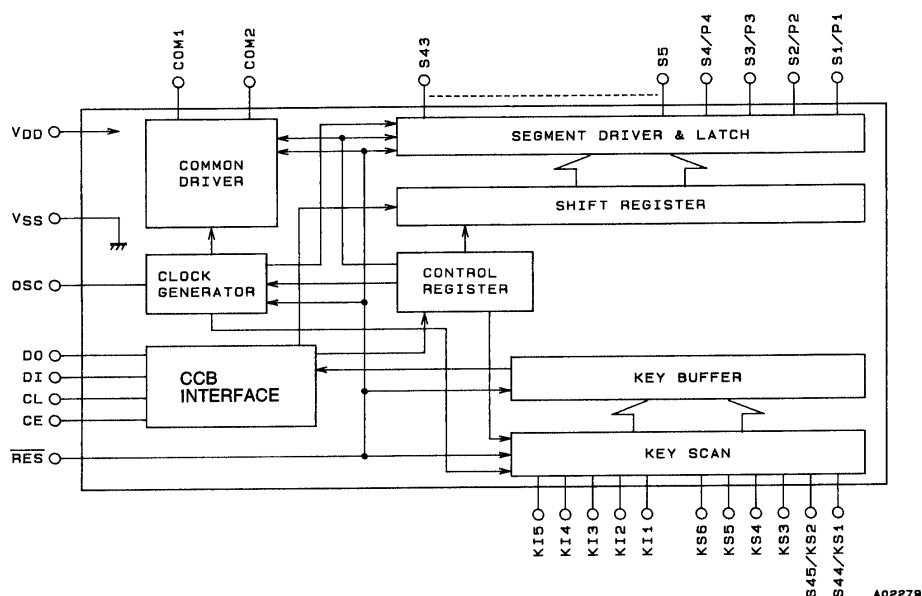 COM1
COM2
S43
S5
S4/P4
S3/P3
S2/P2
S1/P1
VDD
COMMON
DRIVER
SEGMENT DRIVER & LATCH
SHIFT REGISTER
VSS
OSC
CLOCK
GENERATOR
CONTROL
REGISTER
DO
DI
CL
CE
CCB
INTERFACE
KEY BUFFER
RES
KEY SCAN
KI5
KI4
KI3
KI2
KI1
KS6
KS5
KS4
KS3
S45/KS2
S44/KS1
A02279